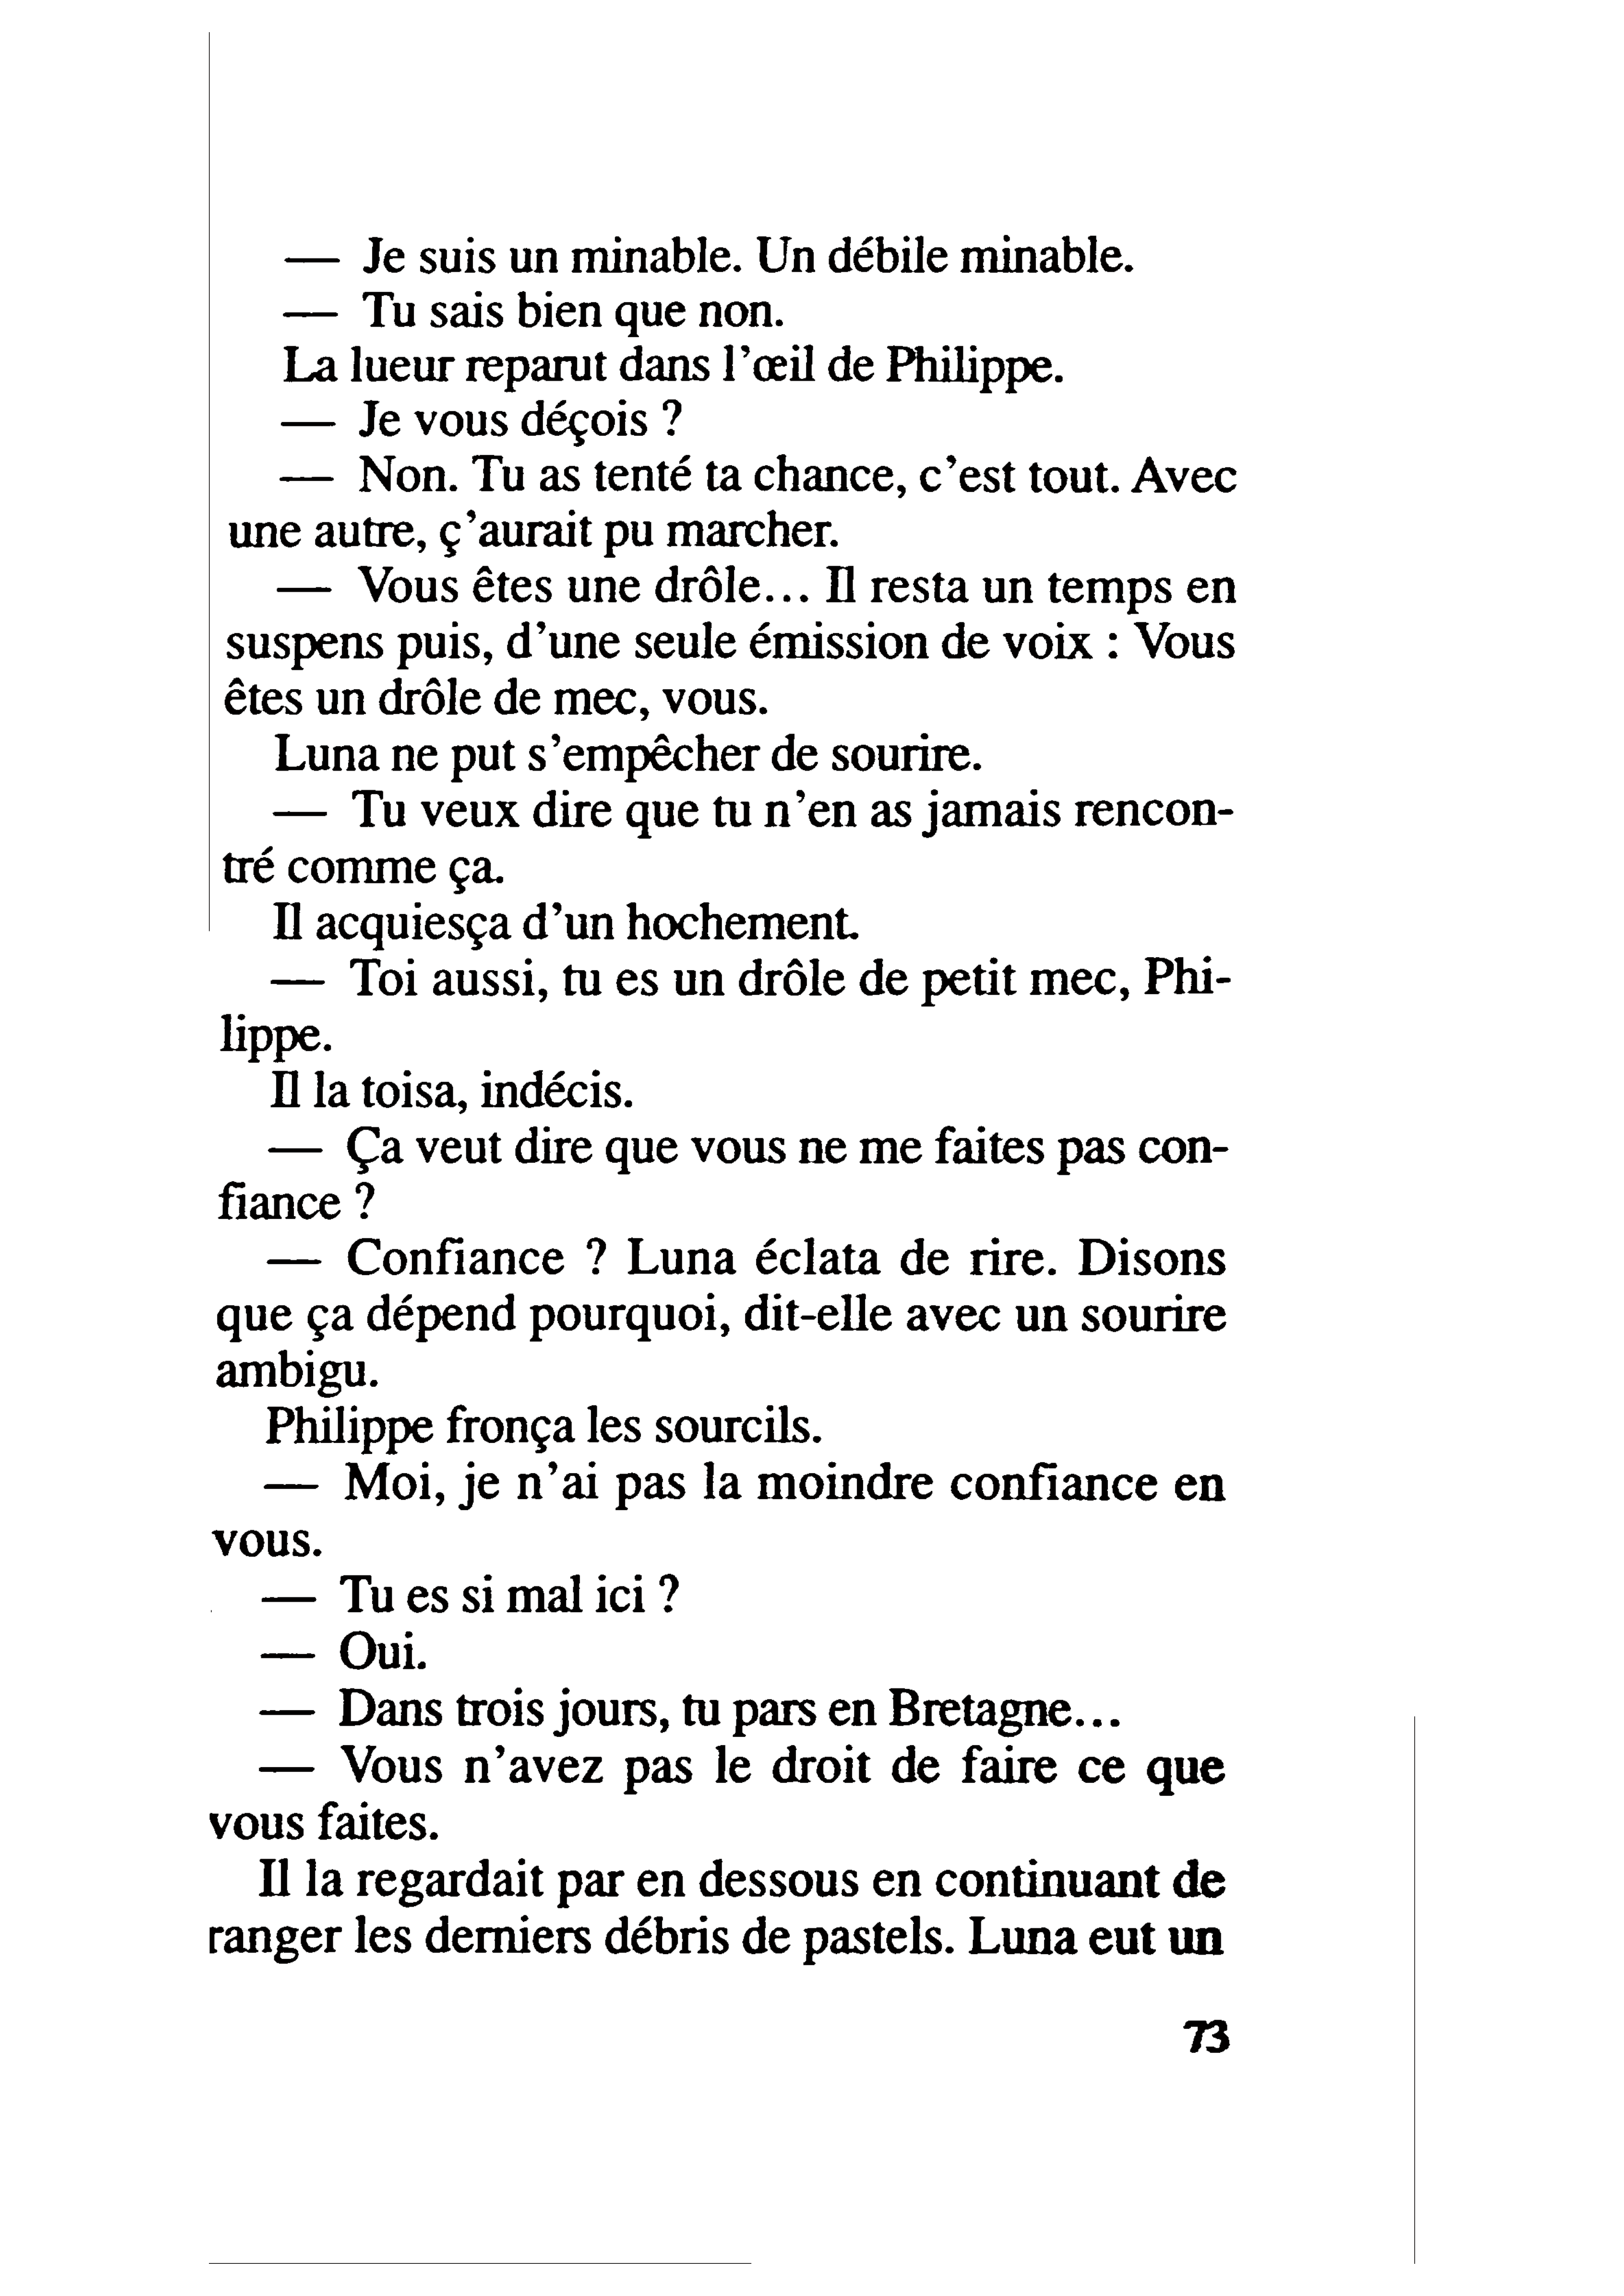 — Je suis un minable. Un débile minable.
— Tu sais bien que non.
La lueur reparut dans l'œil de Philippe.
— Je vous déçois ?
— Non. Tu as tenté ta chance, c'est tout. Avec
une autre, ç'aurait pu marcher.
— Vous êtes une drôle... Il resta un temps en
suspens puis, d'une seule émission de voix : Vous
êtes un drôle de mec, vous.
Luna ne put s'empêcher de sourire.
— Tu veux dire que tu n'en as jamais rencon-
tré comme ça.
Il acquiesça d'un hochement.
— Toi aussi, tu es un drôle de petit mec, Phi-
lippe.
Il la toisa, indécis.
— Ça veut dire que vous ne me faites pas con-
fiance ?
— Confiance ? Luna éclata de rire. Disons
que ça dépend pourquoi, dit-elle avec un sourire
ambigu.
Philippe fronça les sourcils.
— Moi, je n'ai pas la moindre confiance en
vous.
— Tu es si mal ici ?
— Oui.
— Dans trois jours, tu pars en Bretagne...
— Vous n'avez pas le droit de faire ce que
vous faites.
Il la regardait par en dessous en continuant de
ranger les derniers débris de pastels. Luna eut un
73